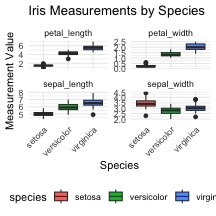 Iris Measurements by Species
petal_length
petal_width
6
4
2
2.5
2.0
1.5
1.0
0.5
0.0
Measurement Value
sepal_length
sepal_width
8
7
6
5
4.5
4.0
3.5
3.0
2.5
2.0
setosa
versicolor
virginica
setosa
versicolor
virginica
Species
species
setosa
versicolor
virgir